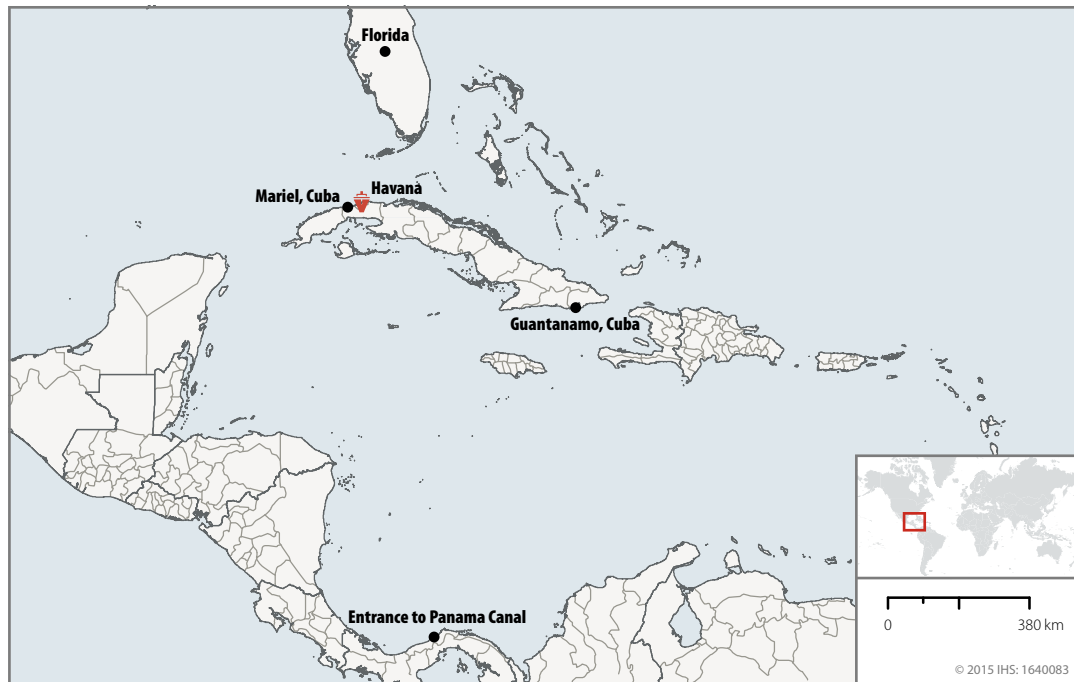 Florida
Mariel, Cuba
Havana
Guantanamo, Cuba
Entrance to Panama Canal
0
380 km
© 2015 IHS: 1640083